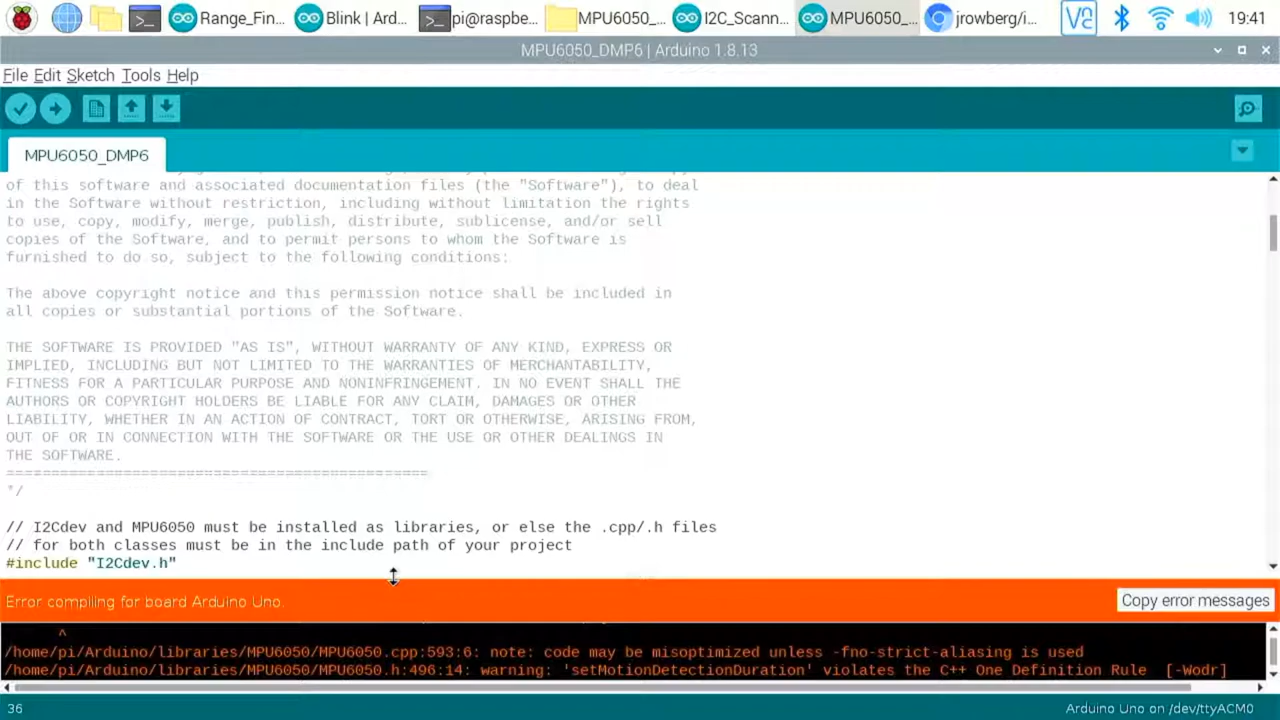 Range_Fin...
Blink | Ard...
pi@raspbe...
MPU6050_...
I2C_Scann...
MPU6050_...
jrowberg/i...
19:41
MPU6050_DMP6 | Arduino 1.8.13
File Edit Sketch Tools Help
MPU6050_DMP6
of this software and associated documentation files (the "Software"), to deal
in the Software without restriction, including without limitation the rights
to use, copy, modify, merge, publish, distribute, sublicense, and/or sell
copies of the Software, and to permit persons to whom the Software is
furnished to do so, subject to the following conditions:
The above copyright notice and this permission notice shall be included in
all copies or substantial portions of the Software.
THE SOFTWARE IS PROVIDED "AS IS", WITHOUT WARRANTY OF ANY KIND, EXPRESS OR
IMPLIED, INCLUDING BUT NOT LIMITED TO THE WARRANTIES OF MERCHANTABILITY,
FITNESS FOR A PARTICULAR PURPOSE AND NONINFRINGEMENT. IN NO EVENT SHALL THE
AUTHORS OR COPYRIGHT HOLDERS BE LIABLE FOR ANY CLAIM, DAMAGES OR OTHER
LIABILITY, WHETHER IN AN ACTION OF CONTRACT, TORT OR OTHERWISE, ARISING FROM,
OUT OF OR IN CONNECTION WITH THE SOFTWARE OR THE USE OR OTHER DEALINGS IN
THE SOFTWARE.
===============================================
*/
// I2Cdev and MPU6050 must be installed as libraries, or else the .cpp/.h files
// for both classes must be in the include path of your project
#include "I2Cdev.h"
Error compiling for board Arduino Uno.
Copy error messages
^
/home/pi/Arduino/libraries/MPU6050/MPU6050.cpp:593:6: note: code may be misoptimized unless -fno-strict-aliasing is used
/home/pi/Arduino/libraries/MPU6050/MPU6050.h:496:14: warning: 'setMotionDetectionDuration' violates the C++ One Definition Rule  [-Wodr]
36
Arduino Uno on /dev/ttyACM0